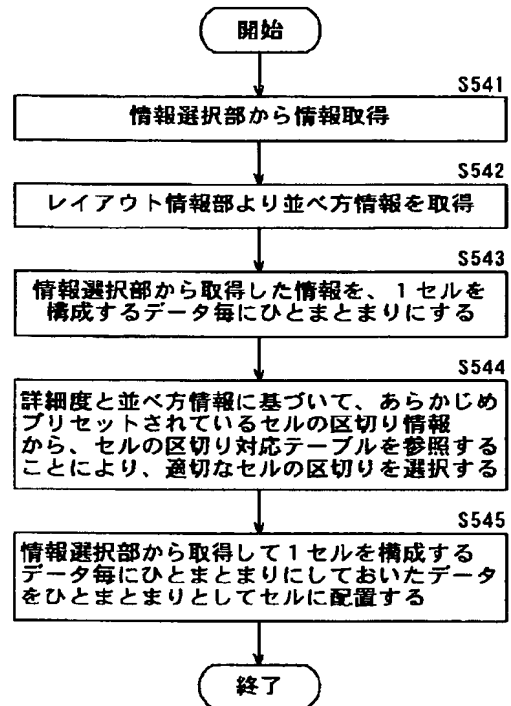 開始
S541
情報選択部から情報取得
S542
レイアウト情報部より並べ方情報を取得
S543
情報選択部から取得した情報を、1セルを
構成するデータ毎にひとまとまりにする
S544
詳細度と並べ方情報に基づいて、あらかじめ
プリセットされているセルの区切り情報
から、セルの区切り対応テーブルを参照する
ことにより、適切なセルの区切りを選択する
S545
情報選択部から取得して1セルを構成する
データ毎にひとまとまりにしておいたデータ
をひとまとまりとしてセルに配置する
終了